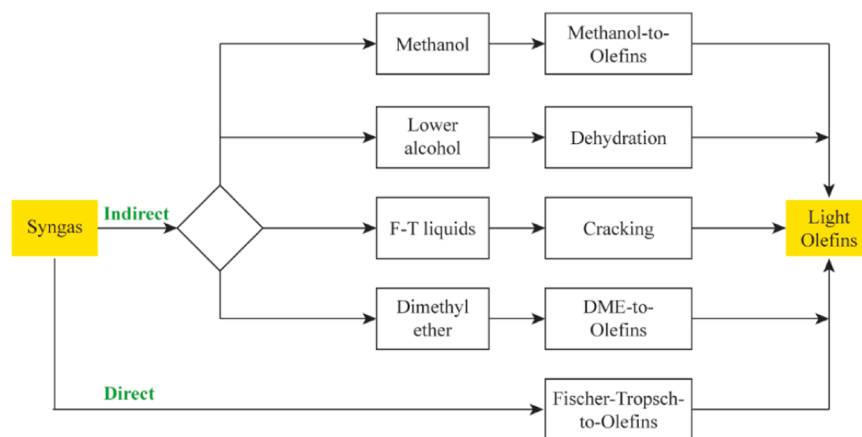 Methanol
Methanol-to-
Olefins
Lower
alcohol
Dehydration
Indirect
Syngas
F-T liquids
Cracking
Light
Olefins
Dimethyl
ether
DME-to-
Olefins
Direct
Fischer-Tropsch-
to-Olefins